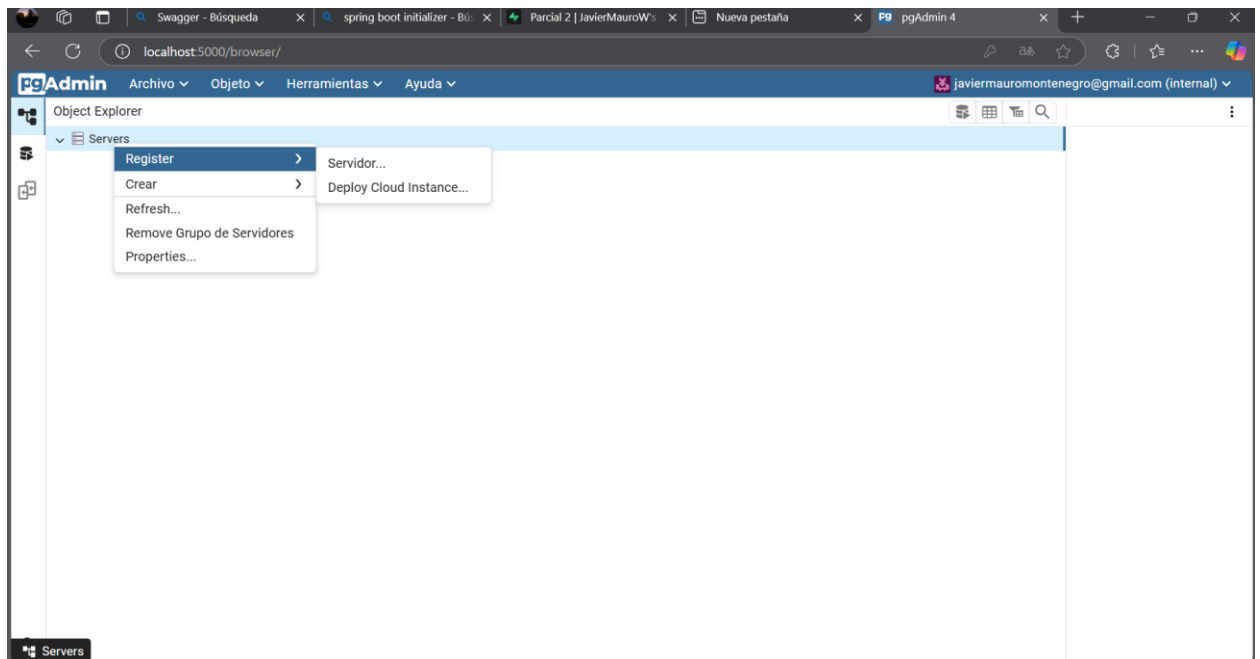 Swagger - Búsqueda
spring boot initializer - Bús
Parcial 2 | JavierMauroW's
Nueva pestaña
Pg pgAdmin 4
localhost:5000/browser/
pgAdmin Archivo Objeto Herramientas Ayuda javiermauromontenegro@gmail.com (internal)
Object Explorer
Servers
Register
Servidor...
Crear
Deploy Cloud Instance...
Refresh...
Remove Grupo de Servidores
Properties...
Servers